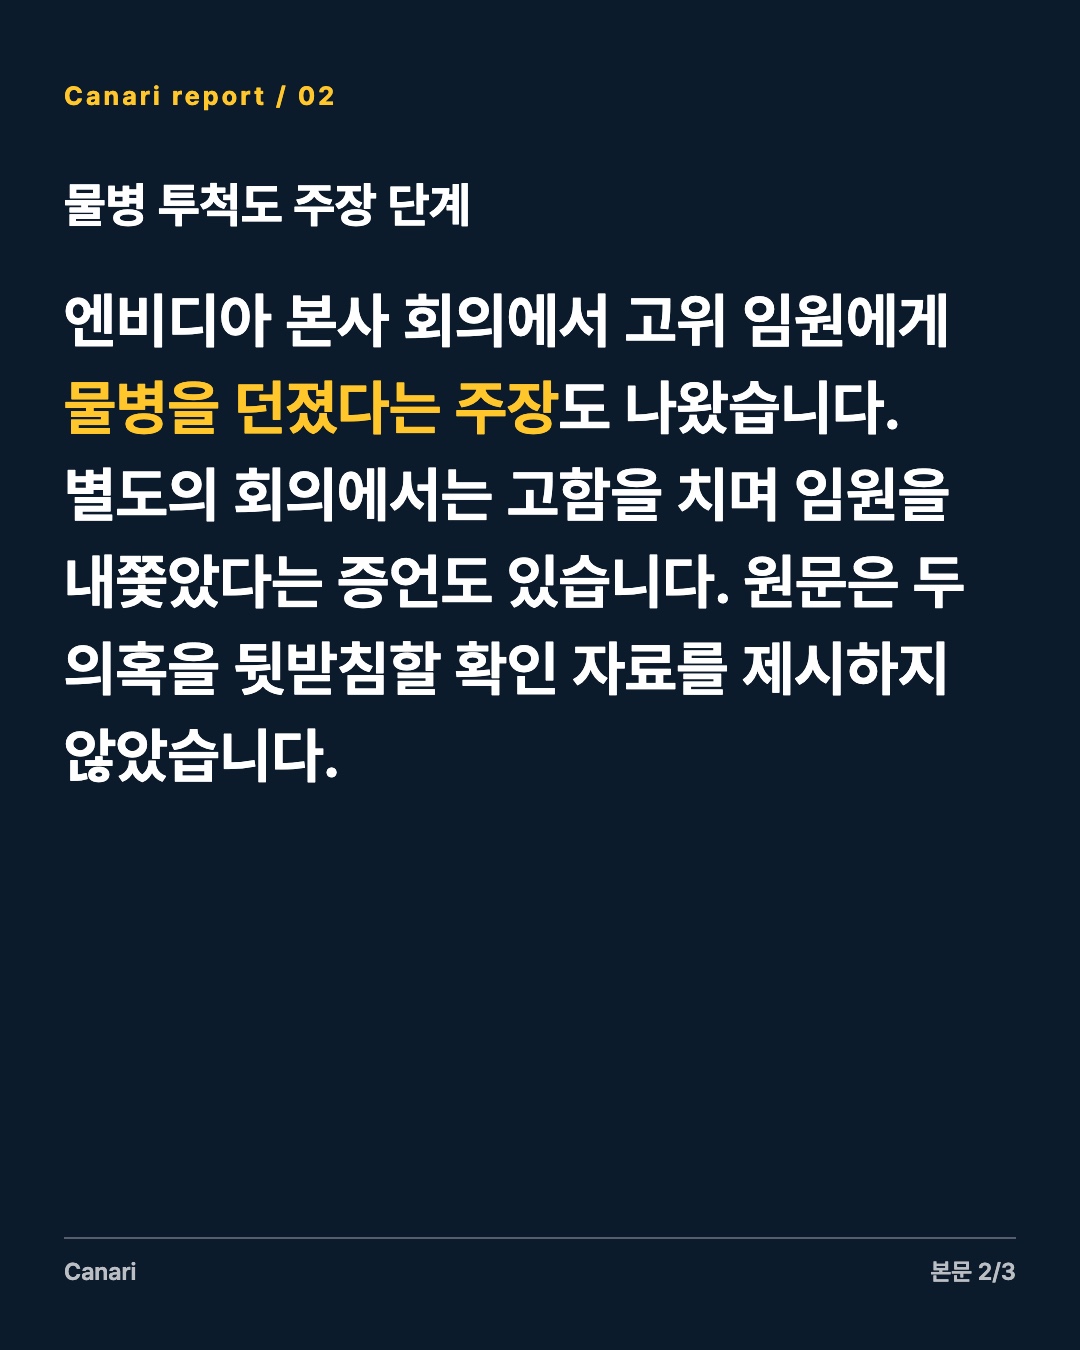 Canari report / 02
물병 투척도 주장 단계
엔비디아 본사 회의에서 고위 임원에게
물병을 던졌다는 주장도 나왔습니다.
별도의 회의에서는 고함을 치며 임원을
내쫓았다는 증언도 있습니다. 원문은 두
의혹을 뒷받침할 확인 자료를 제시하지
않았습니다.
Canari
본문 2/3